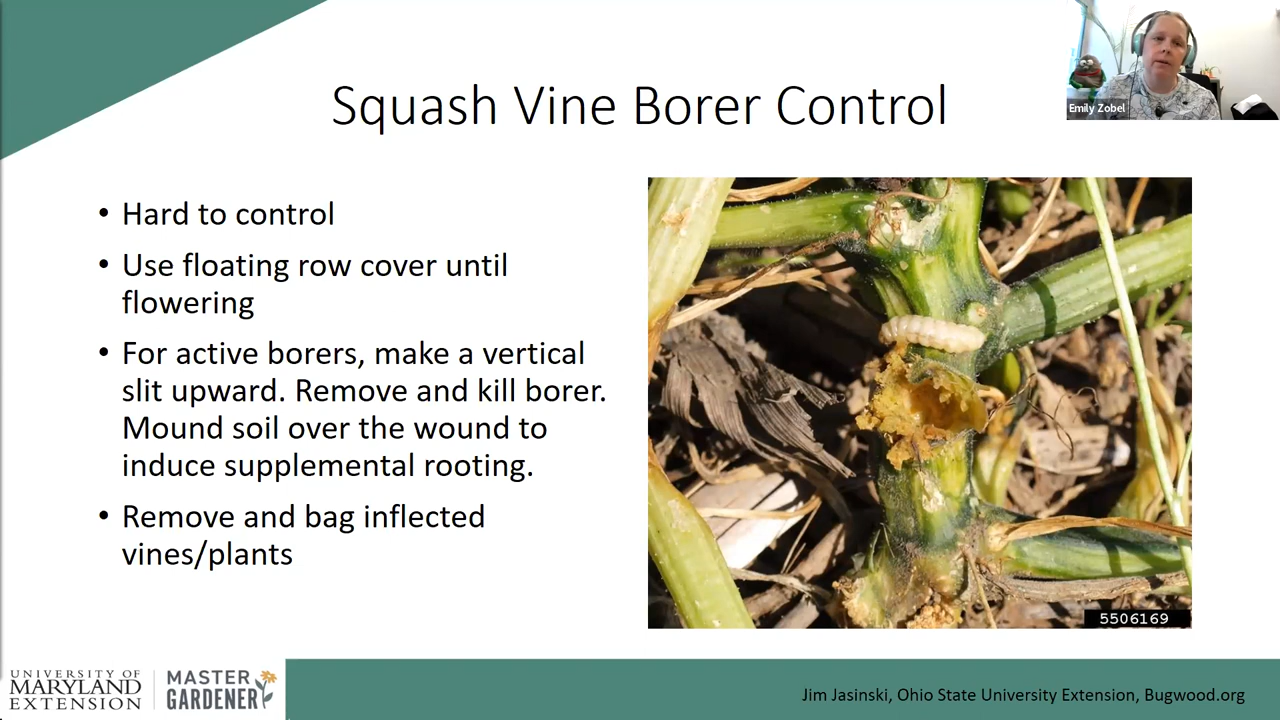 Emily Zobel
Squash Vine Borer Control
• Hard to control
• Use floating row cover until
flowering
• For active borers, make a vertical
slit upward. Remove and kill borer.
Mound soil over the wound to
induce supplemental rooting.
• Remove and bag inflected
vines/plants
5506169
UNIVERSITY OF
MARYLAND
EXTENSION
MASTER
GARDENER
Jim Jasinski, Ohio State University Extension, Bugwood.org